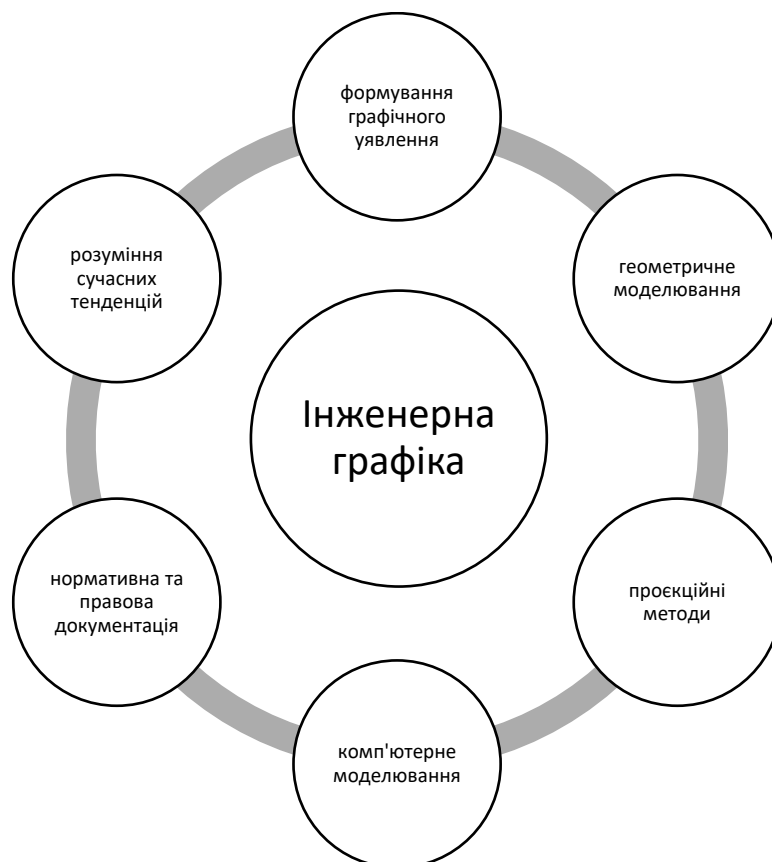 формування
графічного
уявлення
розуміння
сучасних
тенденцій
геометричне
моделювання
Інженерна
графіка
нормативна та
правова
документація
проєкційні
методи
комп'ютерне
моделювання